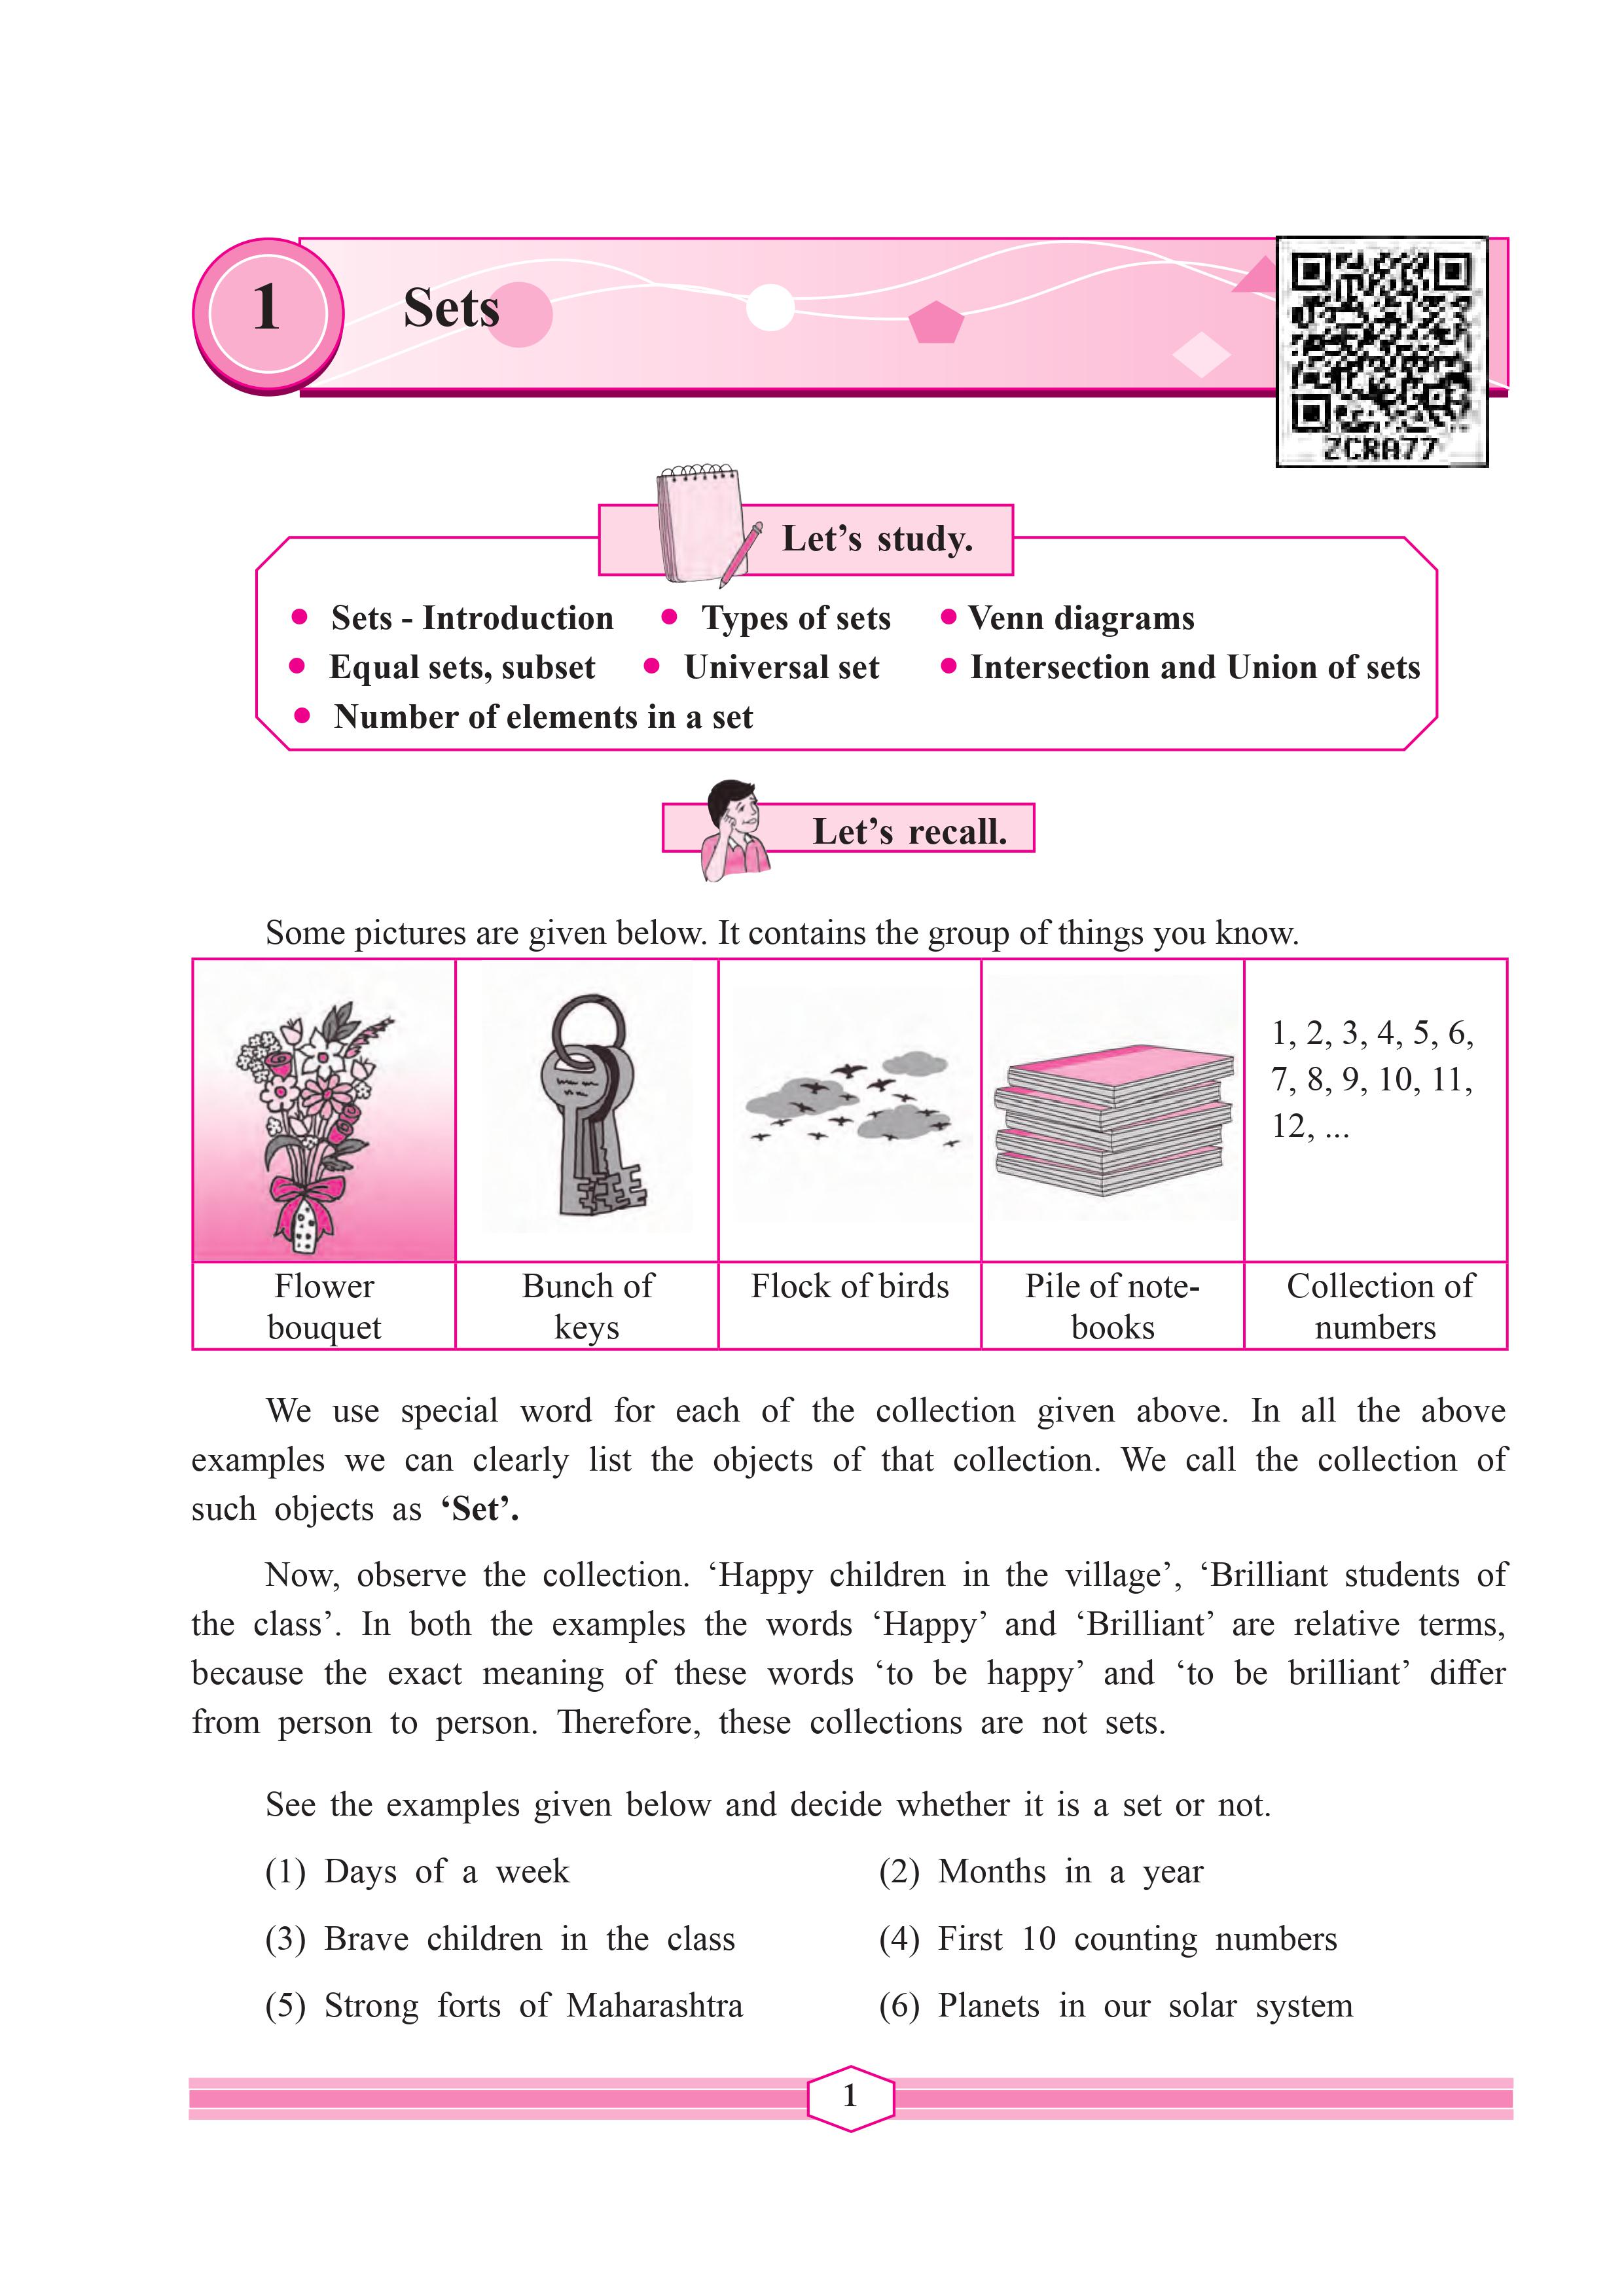 1
Sets
ZCRA77
Let’s study.
• Sets - Introduction • Types of sets • Venn diagrams
• Equal sets, subset • Universal set • Intersection and Union of sets
• Number of elements in a set
Let’s recall.
Some pictures are given below. It contains the group of things you know.
1, 2, 3, 4, 5, 6,
7, 8, 9, 10, 11,
12, ...
Flower
bouquet
Bunch of
keys
Flock of birds
Pile of note-
books
Collection of
numbers
We use special word for each of the collection given above. In all the above
examples we can clearly list the objects of that collection. We call the collection of
such objects as ‘Set’.
Now, observe the collection. ‘Happy children in the village’, ‘Brilliant students of
the class’. In both the examples the words ‘Happy’ and ‘Brilliant’ are relative terms,
because the exact meaning of these words ‘to be happy’ and ‘to be brilliant’ differ
from person to person. Therefore, these collections are not sets.
See the examples given below and decide whether it is a set or not.
(1) Days of a week (2) Months in a year
(3) Brave children in the class (4) First 10 counting numbers
(5) Strong forts of Maharashtra (6) Planets in our solar system
1